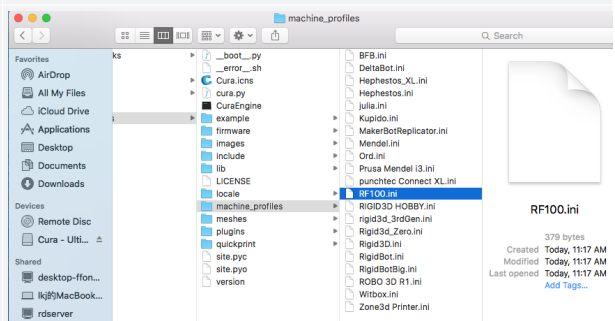 machine_profiles
Search
Favorites
AirDrop
All My Files
iCloud Drive
Applications
Desktop
Documents
Downloads
Devices
Remote Disc
Cura - Ulti...
Shared
desktop-ffon...
lkj的MacBook...
rdserver
ks
s
__boot__.py
__error__.sh
Cura.icns
cura.py
CuraEngine
example
firmware
images
include
lib
LICENSE
locale
machine_profiles
meshes
plugins
quickprint
site.pyc
site.pyo
version
BFB.ini
DeltaBot.ini
Hephestos_XL.ini
Hephestos.ini
julia.ini
Kupido.ini
MakerBotReplicator.ini
Mendel.ini
Ord.ini
Prusa Mendel i3.ini
punchtec Connect XL.ini
RF100.ini
RIGID3D HOBBY.ini
rigid3d_3rdGen.ini
Rigid3d_Zero.ini
Rigid3D.ini
RigidBot.ini
RigidBotBig.ini
ROBO 3D R1.ini
Witbox.ini
Zone3d Printer.ini
RF100.ini
379 bytes
Created Today, 11:17 AM
Modified Today, 11:17 AM
Last opened Today, 11:17 AM
Add Tags...